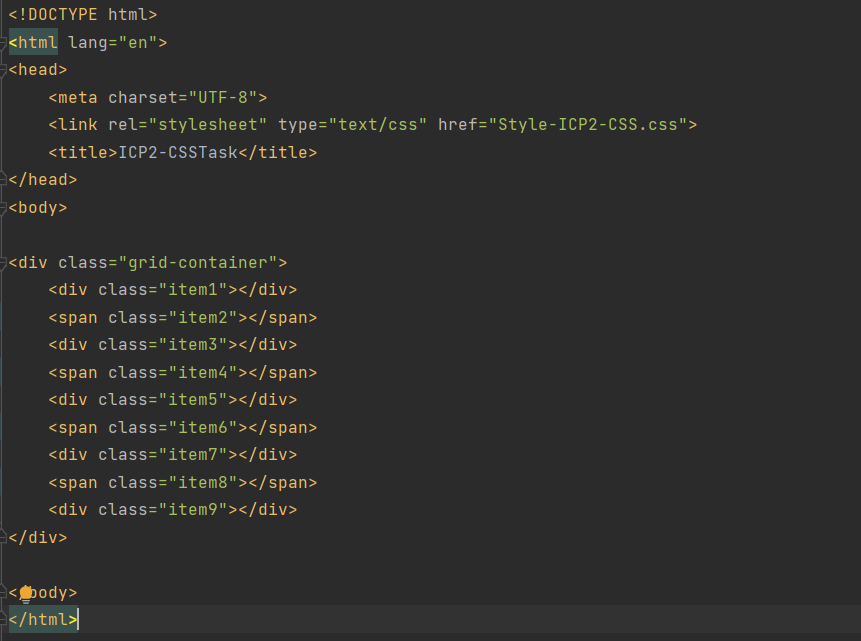 <!DOCTYPE html>
<html lang="en">
<head>
    <meta charset="UTF-8">
    <link rel="stylesheet" type="text/css" href="Style-ICP2-CSS.css">
    <title>ICP2-CSSTask</title>
</head>
<body>

<div class="grid-container">
    <div class="item1"></div>
    <span class="item2"></span>
    <div class="item3"></div>
    <span class="item4"></span>
    <div class="item5"></div>
    <span class="item6"></span>
    <div class="item7"></div>
    <span class="item8"></span>
    <div class="item9"></div>
</div>

</body>
</html>